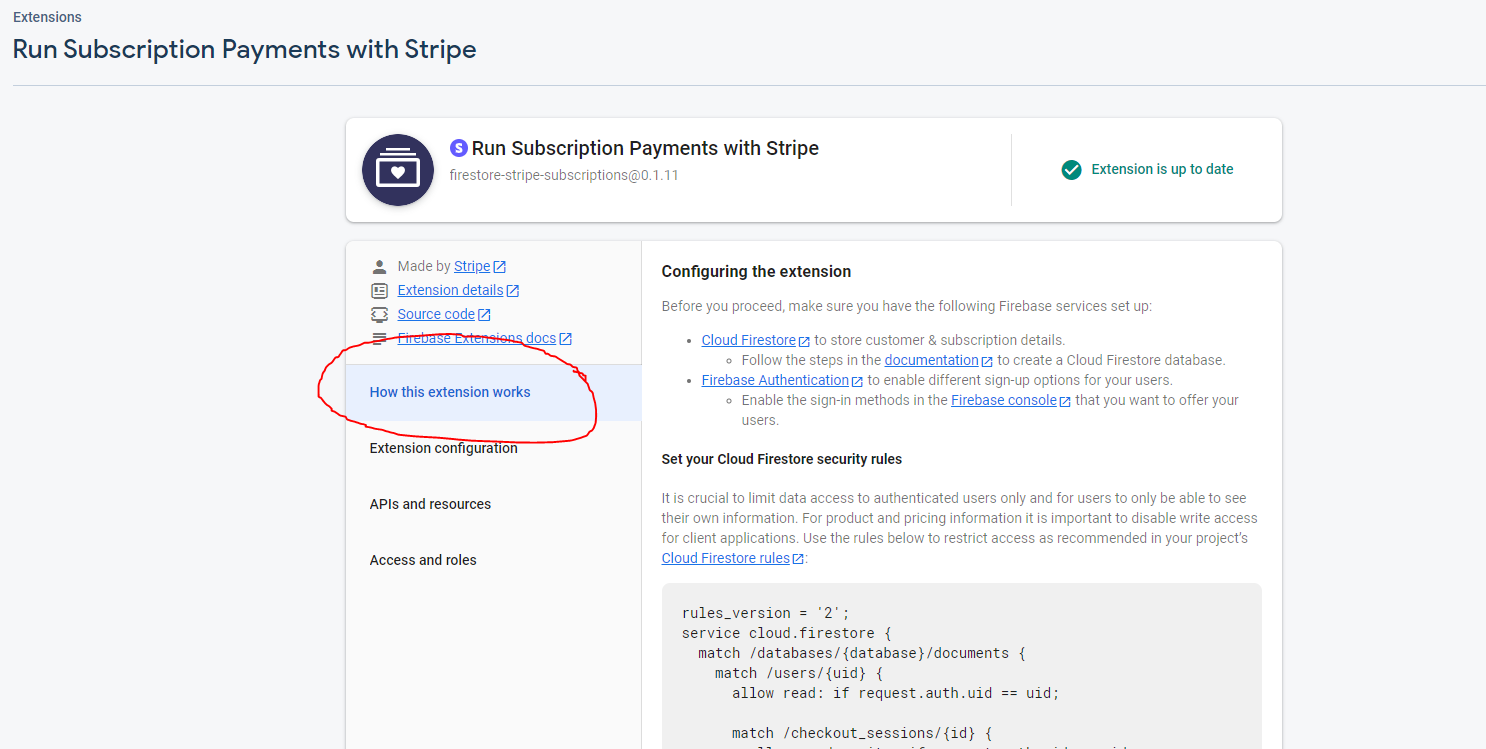 Extensions
Run Subscription Payments with Stripe
S Run Subscription Payments with Stripe
firestore-stripe-subscriptions@0.1.11
Extension is up to date
Made by Stripe
Extension details
Source code
Firebase Extensions docs
How this extension works
Extension configuration
APIs and resources
Access and roles
Configuring the extension
Before you proceed, make sure you have the following Firebase services set up:
• Cloud Firestore to store customer & subscription details.
◦ Follow the steps in the documentation to create a Cloud Firestore database.
• Firebase Authentication to enable different sign-up options for your users.
◦ Enable the sign-in methods in the Firebase console that you want to offer your
users.
Set your Cloud Firestore security rules
It is crucial to limit data access to authenticated users only and for users to only be able to see
their own information. For product and pricing information it is important to disable write access
for client applications. Use the rules below to restrict access as recommended in your project's
Cloud Firestore rules:
rules_version = '2';
service cloud.firestore {
match /databases/{database}/documents {
match /users/{uid} {
allow read: if request.auth.uid == uid;
match /checkout_sessions/{id} {